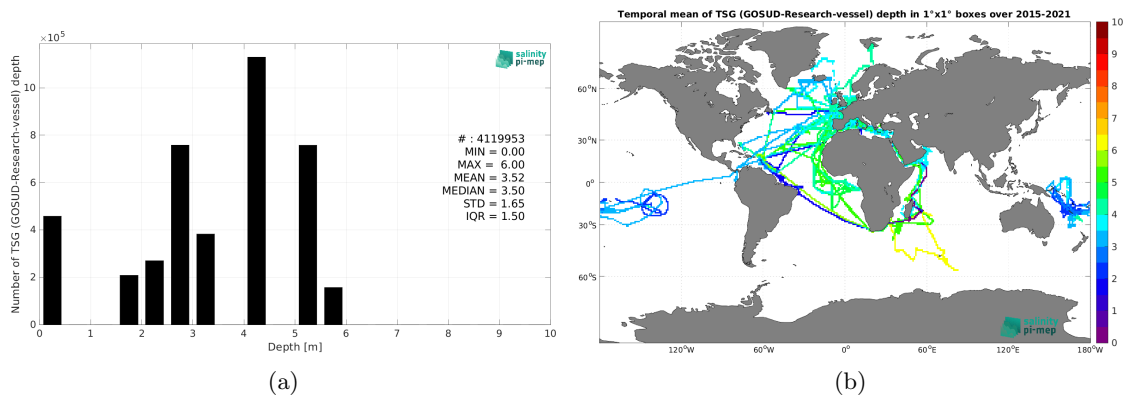 ×10⁵
10
8
6
4
2
0
Number of TSG (GOSUD-Research-vessel) depth
salinity
pi-mep
# : 4119953
MIN = 0.00
MAX = 6.00
MEAN = 3.52
MEDIAN = 3.50
STD = 1.65
IQR = 1.50
0 1 2 3 4 5 6 7 8 9 10
Depth [m]
(a)
Temporal mean of TSG (GOSUD-Research-vessel) depth in 1°x1° boxes over 2015-2021
60°N
30°N
0°
30°S
60°S
120°W 60°W 0° 60°E 120°E 180°W
salinity
pi-mep
10
9
8
7
6
5
4
3
2
1
0
(b)